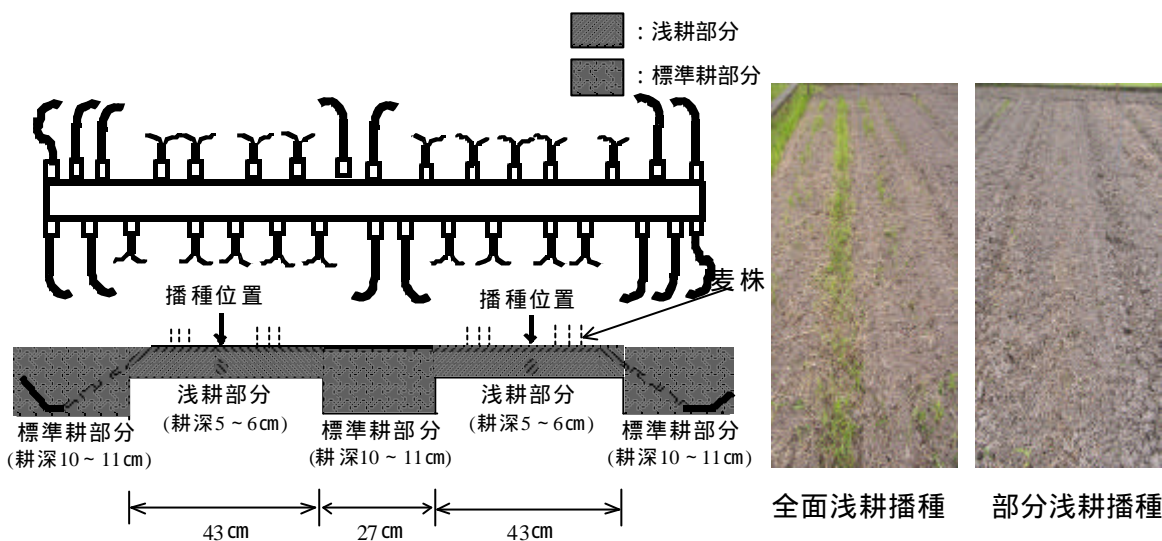 ：浅耕部分
：標準耕部分
播種位置
播種位置
麦株
浅耕部分
(耕深5～6㎝)
浅耕部分
(耕深5～6㎝)
標準耕部分
(耕深10～11㎝)
標準耕部分
(耕深10～11㎝)
標準耕部分
(耕深10～11㎝)
43㎝
27㎝
43㎝
全面浅耕播種
部分浅耕播種